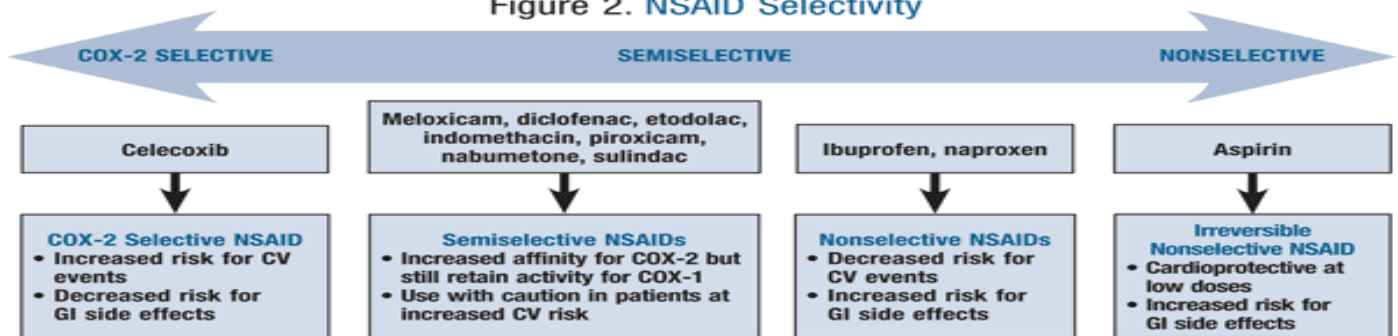 Figure 2. NSAID Selectivity
COX-2 SELECTIVE
SEMISELECTIVE
NONSELECTIVE
Celecoxib
Meloxicam, diclofenac, etodolac,
indomethacin, piroxicam,
nabumetone, sulindac
Ibuprofen, naproxen
Aspirin
COX-2 Selective NSAID
• Increased risk for CV
events
• Decreased risk for
GI side effects
Semiselective NSAIDs
• Increased affinity for COX-2 but
still retain activity for COX-1
• Use with caution in patients at
increased CV risk
Nonselective NSAIDs
• Decreased risk for
CV events
• Increased risk for
GI side effects
Irreversible
Nonselective NSAID
• Cardioprotective at
low doses
• Increased risk for
GI side effects